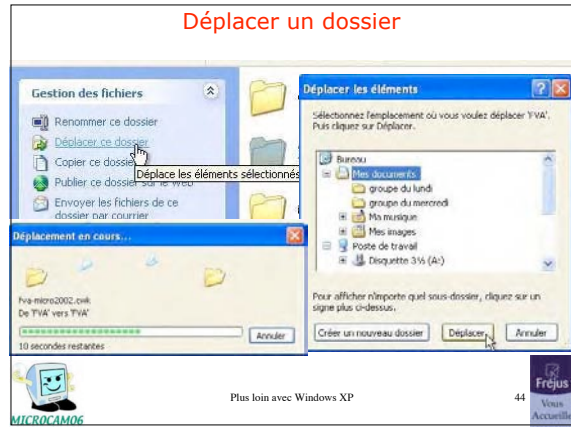 Déplacer un dossier
Gestion des fichiers
Renommer ce dossier
Déplacer ce dossier
Copier ce dossier
Déplace les éléments sélectionnés
Publier ce dossier sur le Web
Envoyer les fichiers de ce
dossier par courrier
Déplacement en cours...
fva-micro2002.cwk
De 'FVA' vers 'FVA'
10 secondes restantes
Annuler
Déplacer les éléments
Sélectionnez l'emplacement où vous voulez déplacer 'FVA'.
Puis cliquez sur Déplacer.
Bureau
Mes documents
groupe du lundi
groupe du mercredi
Ma musique
Mes images
Poste de travail
Disquette 3½ (A:)
Pour afficher n'importe quel sous-dossier, cliquez sur un
signe plus ci-dessus.
Créer un nouveau dossier
Déplacer
Annuler
MICROCAM06
Plus loin avec Windows XP
44
Fréjus
Vous
Accueille